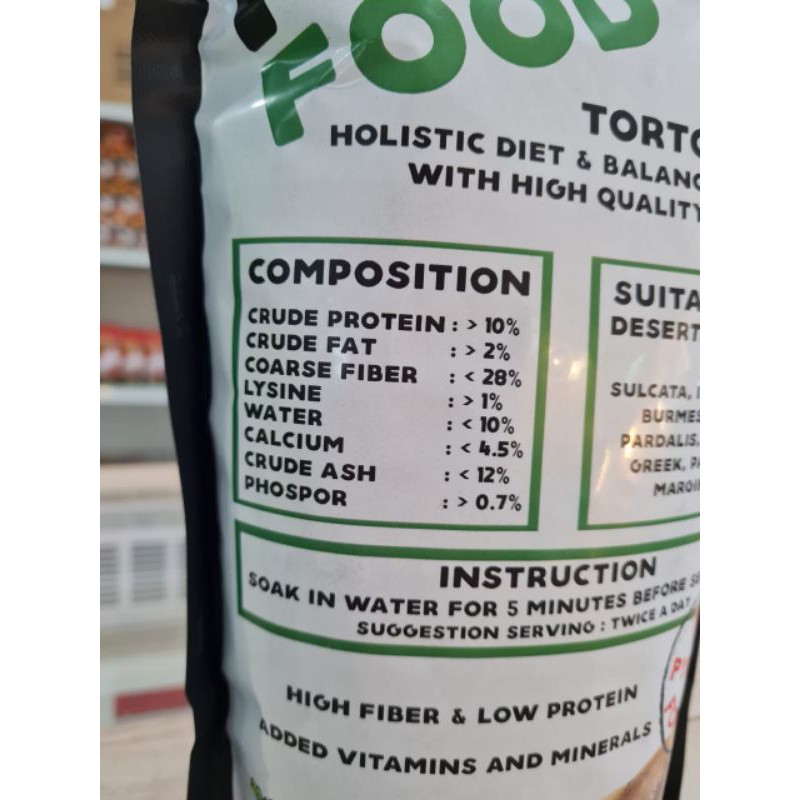 FOOD
TORTO
HOLISTIC DIET & BALANC
WITH HIGH QUALITY
COMPOSITION
CRUDE PROTEIN : > 10%
CRUDE FAT : > 2%
COARSE FIBER : < 28%
LYSINE : > 1%
WATER : < 10%
CALCIUM : < 4.5%
CRUDE ASH : < 12%
PHOSPOR : > 0.7%
SUITA
DESERT
SULCATA,
BURMES
PARDALIS,
GREEK, P
MARGI
INSTRUCTION
SOAK IN WATER FOR 5 MINUTES BEFORE S
SUGGESTION SERVING : TWICE A DAY
HIGH FIBER & LOW PROTEIN
ADDED VITAMINS AND MINERALS